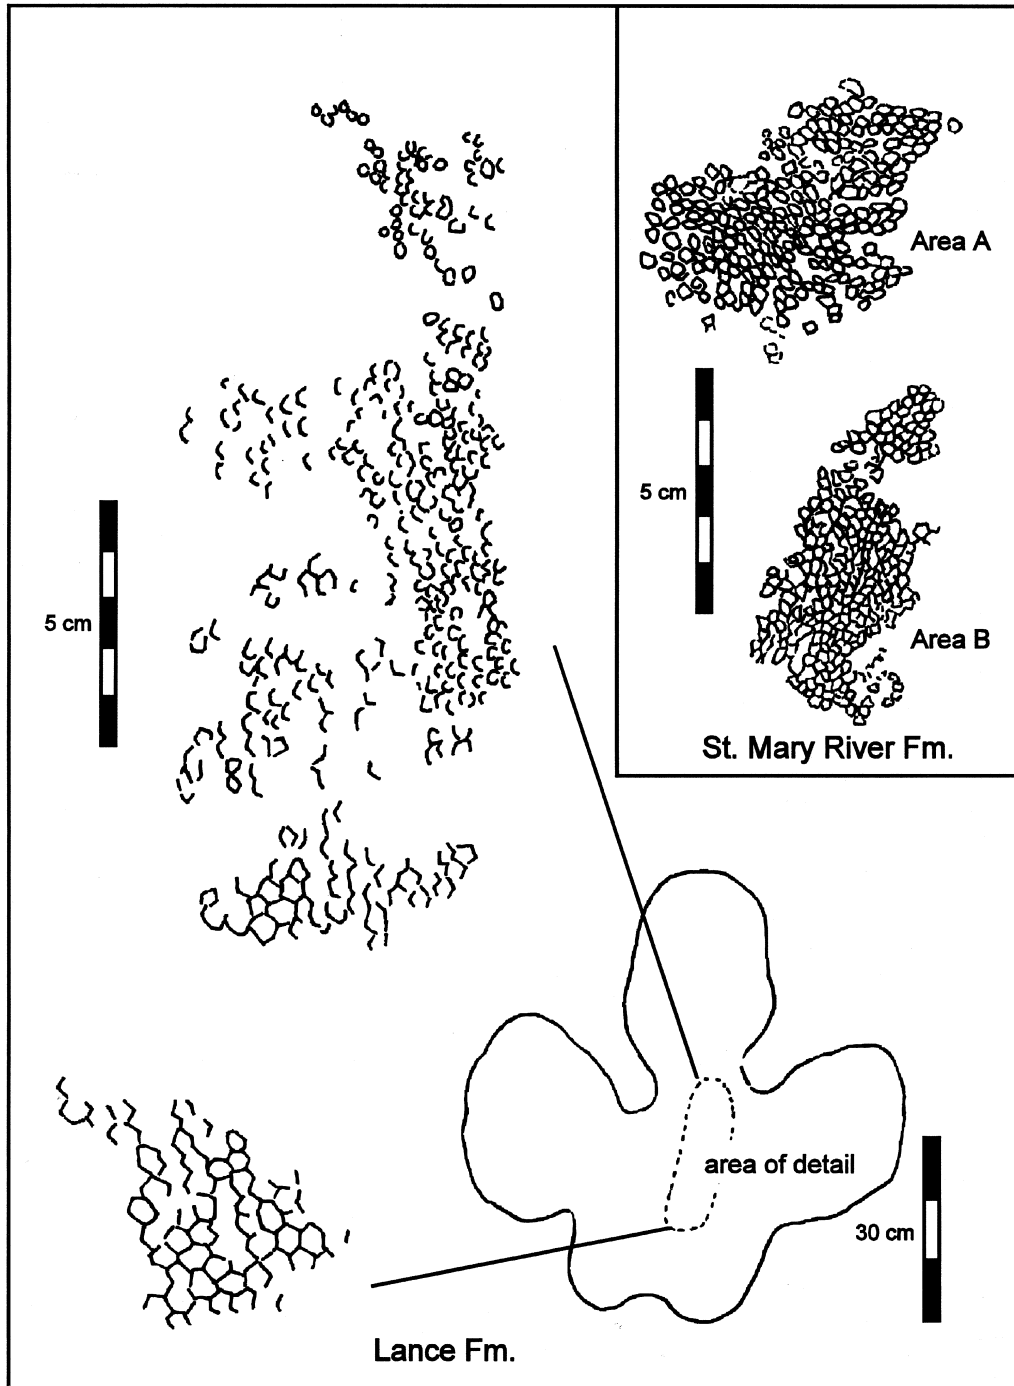 Area A
5 cm
Area B
St. Mary River Fm.
5 cm
area of detail
30 cm
Lance Fm.